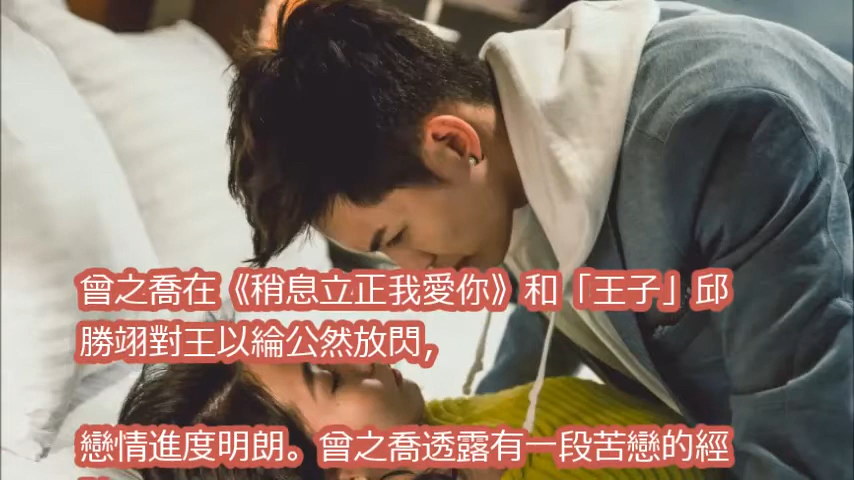 曾之喬在《稍息立正我愛你》和「王子」邱
勝翊對王以綸公然放閃,
戀情進度明朗。曾之喬透露有一段苦戀的經